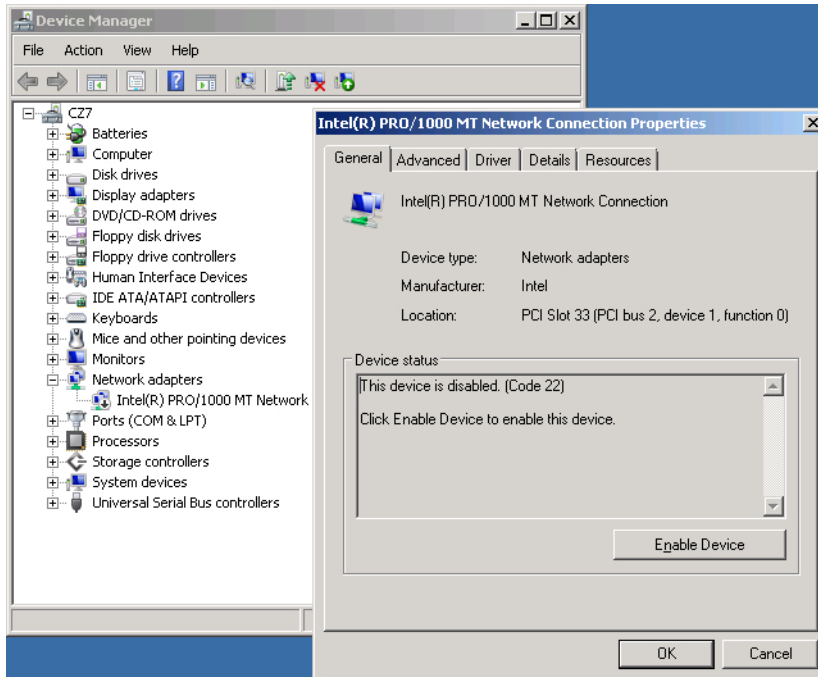 Device Manager
File Action View Help
CZ7
Batteries
Computer
Disk drives
Display adapters
DVD/CD-ROM drives
Floppy disk drives
Floppy drive controllers
Human Interface Devices
IDE ATA/ATAPI controllers
Keyboards
Mice and other pointing devices
Monitors
Network adapters
Intel(R) PRO/1000 MT Network
Ports (COM & LPT)
Processors
Storage controllers
System devices
Universal Serial Bus controllers
Intel(R) PRO/1000 MT Network Connection Properties
General Advanced Driver Details Resources
Intel(R) PRO/1000 MT Network Connection
Device type: Network adapters
Manufacturer: Intel
Location: PCI Slot 33 (PCI bus 2, device 1, function 0)
Device status
This device is disabled. (Code 22)
Click Enable Device to enable this device.
Enable Device
OK Cancel